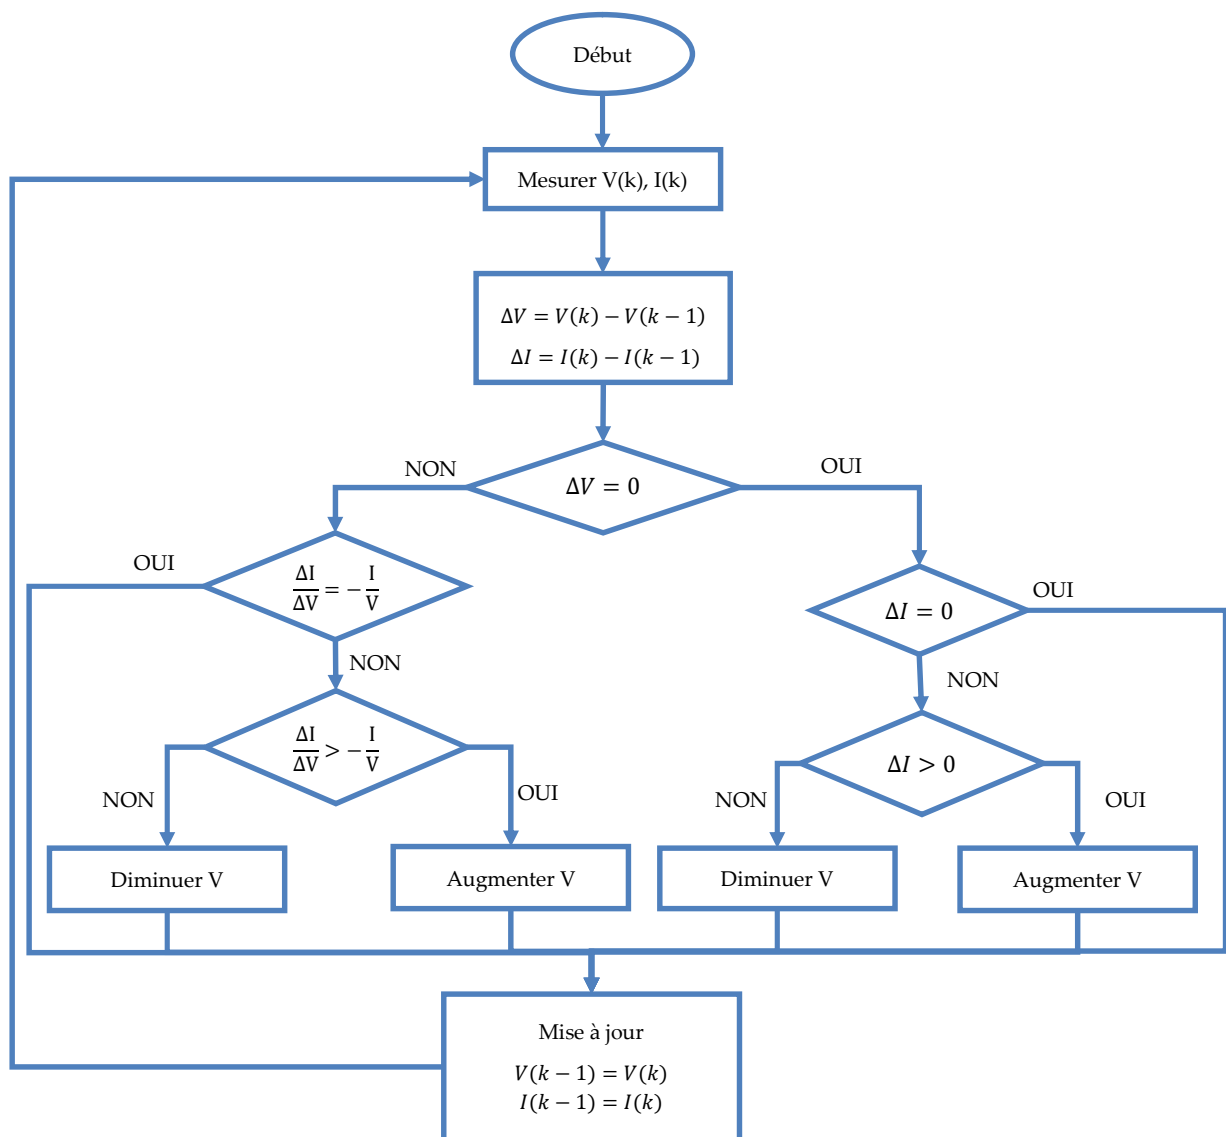 Début
Mesurer V(k), I(k)
ΔV = V(k) − V(k − 1)
ΔI = I(k) − I(k − 1)
NON
OUI
ΔV = 0
OUI
ΔI/ΔV = − I/V
ΔI = 0
OUI
NON
NON
ΔI/ΔV > − I/V
ΔI > 0
NON
OUI
NON
OUI
Diminuer V
Augmenter V
Diminuer V
Augmenter V
Mise à jour
V(k − 1) = V(k)
I(k − 1) = I(k)